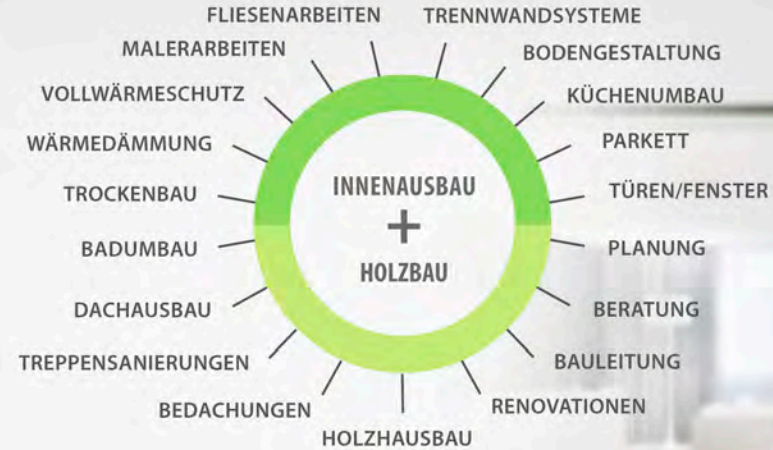 FLIESENARBEITEN
TRENNWANDSYSTEME
MALERARBEITEN
BODENGESTALTUNG
VOLLWÄRMESCHUTZ
KÜCHENUMBAU
WÄRMEDÄMMUNG
PARKETT
TROCKENBAU
TÜREN/FENSTER
INNENAUSBAU
+
HOLZBAU
BADUMBAU
PLANUNG
DACHAUSBAU
BERATUNG
TREPPENSANIERUNGEN
BAULEITUNG
BEDACHUNGEN
RENOVATIONEN
HOLZHAUSBAU